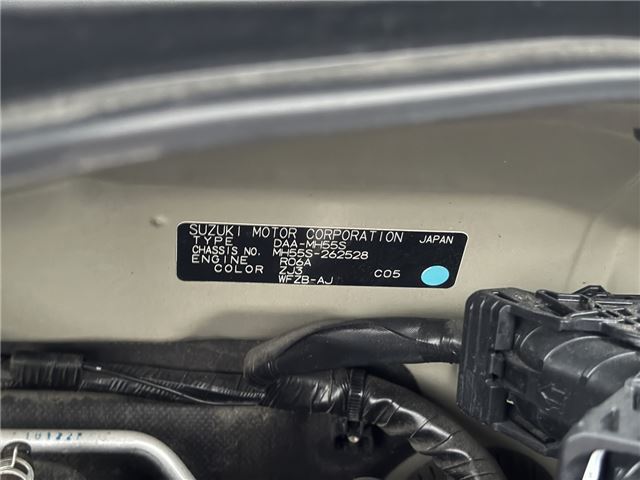 SUZUKI MOTOR CORPORATION JAPAN
TYPE DAA-MH55S
CHASSIS NO. MH55S-262528
ENGINE R06A
COLOR ZJ3 C05
WFZB-AJ